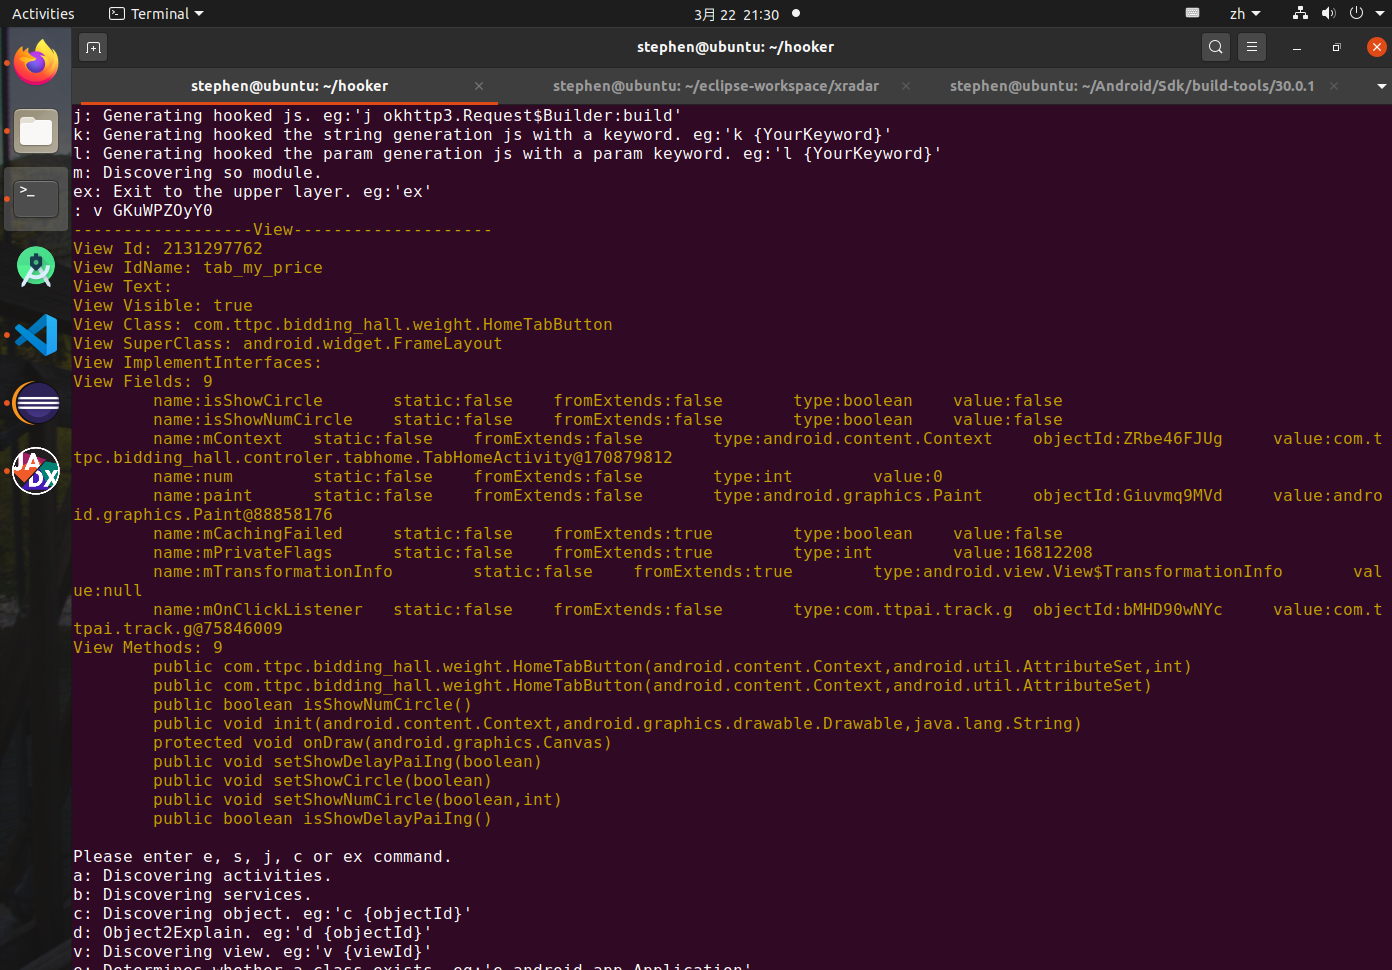 Activities Terminal 3月 22 21:30 zh
stephen@ubuntu: ~/hooker
stephen@ubuntu: ~/hooker stephen@ubuntu: ~/eclipse-workspace/xradar stephen@ubuntu: ~/Android/Sdk/build-tools/30.0.1
j: Generating hooked js. eg:'j okhttp3.Request$Builder:build'
k: Generating hooked the string generation js with a keyword. eg:'k {YourKeyword}'
l: Generating hooked the param generation js with a param keyword. eg:'l {YourKeyword}'
m: Discovering so module.
ex: Exit to the upper layer. eg:'ex'
: v GKuWPZOyY0
------------------View--------------------
View Id: 2131297762
View IdName: tab_my_price
View Text:
View Visible: true
View Class: com.ttpc.bidding_hall.weight.HomeTabButton
View SuperClass: android.widget.FrameLayout
View ImplementInterfaces:
View Fields: 9
name:isShowCircle static:false fromExtends:false type:boolean value:false
name:isShowNumCircle static:false fromExtends:false type:boolean value:false
name:mContext static:false fromExtends:false type:android.content.Context objectId:ZRbe46FJUg value:com.t
tpc.bidding_hall.controler.tabhome.TabHomeActivity@170879812
name:num static:false fromExtends:false type:int value:0
name:paint static:false fromExtends:false type:android.graphics.Paint objectId:Giuvmq9MVd value:andro
id.graphics.Paint@88858176
name:mCachingFailed static:false fromExtends:true type:boolean value:false
name:mPrivateFlags static:false fromExtends:true type:int value:16812208
name:mTransformationInfo static:false fromExtends:true type:android.view.View$TransformationInfo val
ue:null
name:mOnClickListener static:false fromExtends:false type:com.ttpai.track.g objectId:bMHD90wNYc value:com.t
tpai.track.g@75846009
View Methods: 9
public com.ttpc.bidding_hall.weight.HomeTabButton(android.content.Context,android.util.AttributeSet,int)
public com.ttpc.bidding_hall.weight.HomeTabButton(android.content.Context,android.util.AttributeSet)
public boolean isShowNumCircle()
public void init(android.content.Context,android.graphics.drawable.Drawable,java.lang.String)
protected void onDraw(android.graphics.Canvas)
public void setShowDelayPaiIng(boolean)
public void setShowCircle(boolean)
public void setShowNumCircle(boolean,int)
public boolean isShowDelayPaiIng()
Please enter e, s, j, c or ex command.
a: Discovering activities.
b: Discovering services.
c: Discovering object. eg:'c {objectId}'
d: Object2Explain. eg:'d {objectId}'
v: Discovering view. eg:'v {viewId}'
e: Determines whether a class exists. eg:'e android.app.Application'
JADX